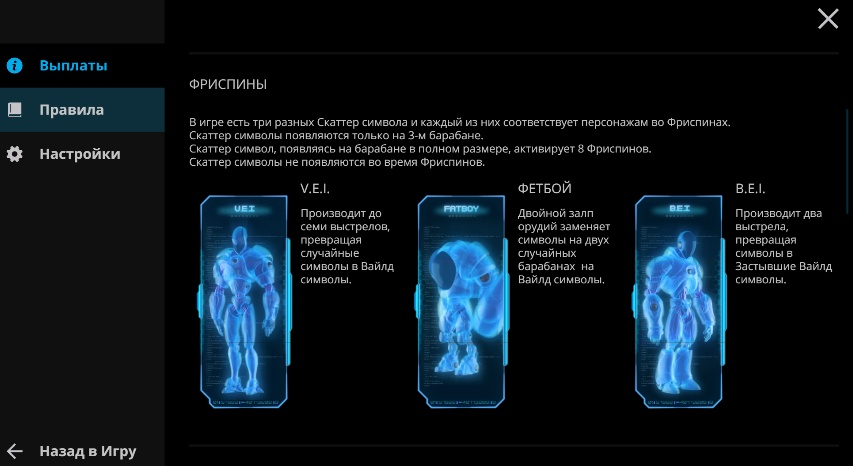 Выплаты
Правила
Настройки
Назад в Игру
ФРИСПИНЫ
В игре есть три разных Скаттер символа и каждый из них соответствует персонажам во Фриспинах.
Скаттер символы появляются только на 3-м барабане.
Скаттер символ, появляясь на барабане в полном размере, активирует 8 Фриспинов.
Скаттер символы не появляются во время Фриспинов.
VEI
V.E.I.
Производит до
семи выстрелов,
превращая
случайные
символы в Вайлд
символы.
FATBOY
ФЕТБОЙ
Двойной залп
орудий заменяет
символы на двух
случайных
барабанах на
Вайлд символы.
BEI
B.E.I.
Производит два
выстрела,
превращая
символы в
Застывшие Вайлд
символы.